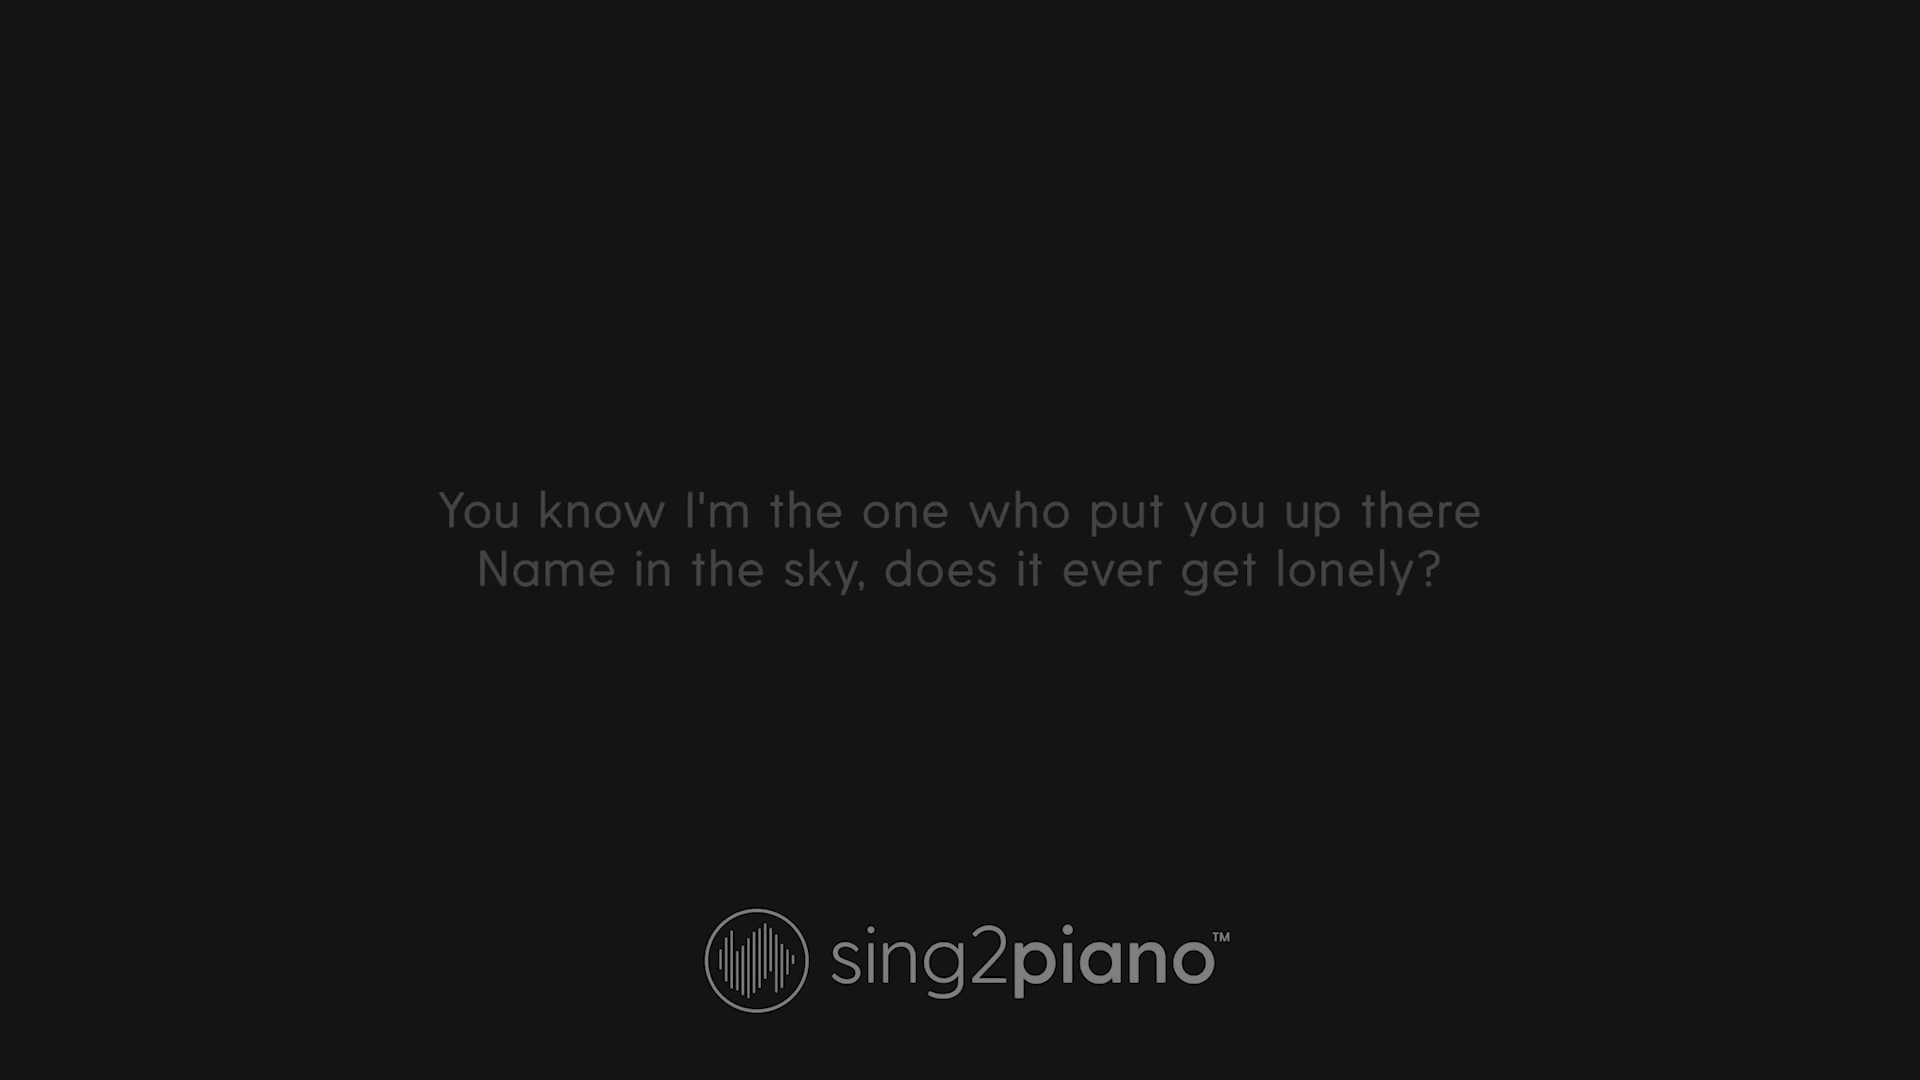 You know I'm the one who put you up there
Name in the sky, does it ever get lonely?
sing2piano™